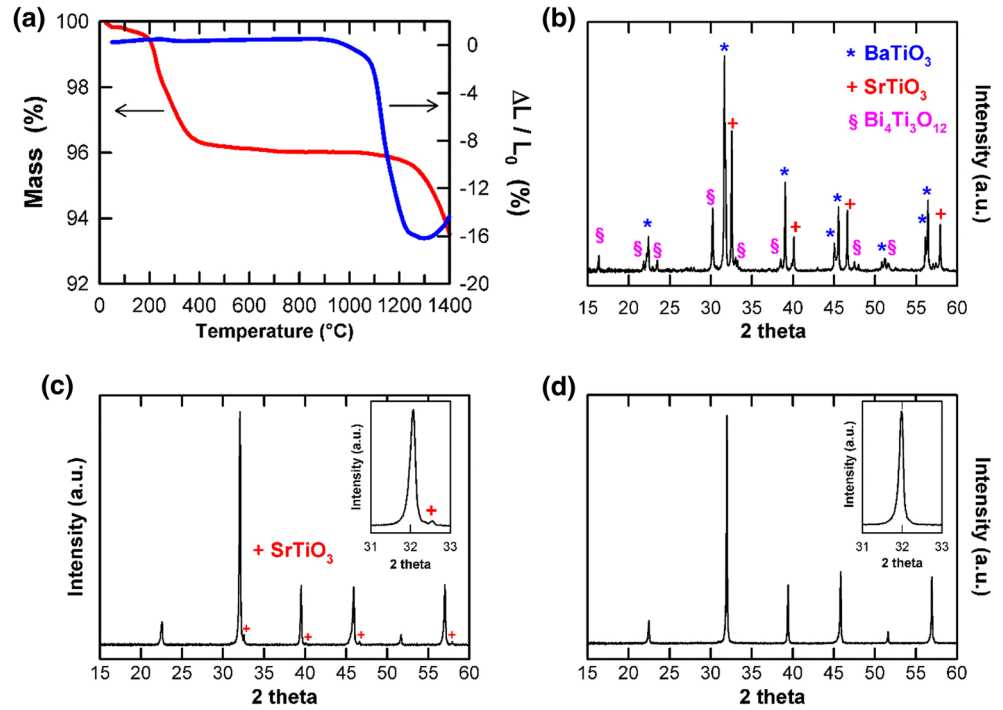 (a)
100
98
96
94
92
Mass (%)
0
-4
-8
-12
-16
-20
ΔL / L0 (%)
0 200 400 600 800 1000 1200 1400
Temperature (°C)
(b)
* BaTiO3
+ SrTiO3
§ Bi4Ti3O12
* + § * + § § § § * + § * * + § * § * * +
Intensity (a.u.)
15 20 25 30 35 40 45 50 55 60
2 theta
(c)
Intensity (a.u.)
+ SrTiO3
+ + + +
15 20 25 30 35 40 45 50 55 60
2 theta
Intensity (a.u.)
+
31 32 33
2 theta
(d)
Intensity (a.u.)
31 32 33
2 theta
Intensity (a.u.)
15 20 25 30 35 40 45 50 55 60
2 theta